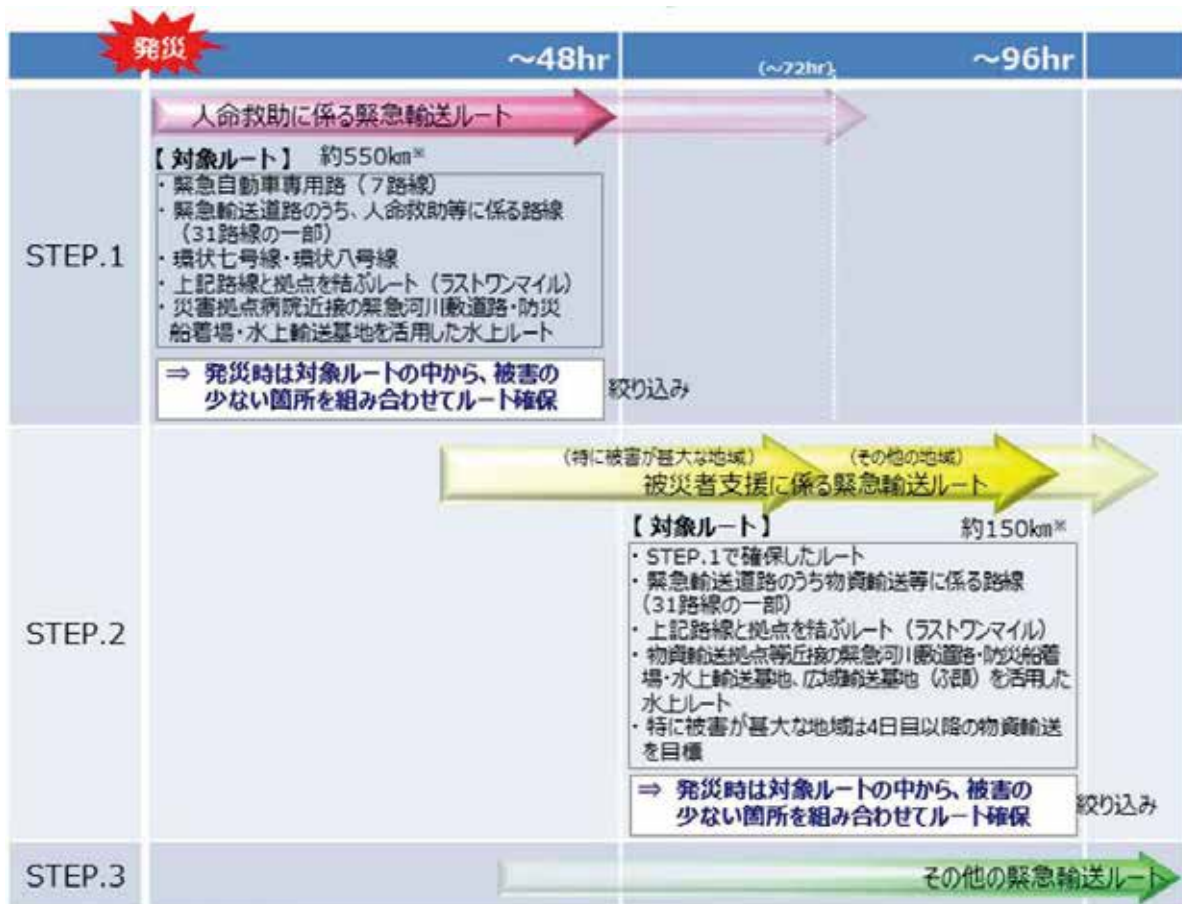 発災
～48hr
(～72hr)
～96hr
STEP.1
人命救助に係る緊急輸送ルート
【 対象ルート 】 約550km※
・ 緊急自動車専用路（７路線）
・ 緊急輸送道路のうち、人命救助等に係る路線
（31路線の一部）
・ 環状七号線・環状八号線
・ 上記路線と拠点を結ぶルート（ラストワンマイル）
・ 災害拠点病院近接の緊急河川敷道路・防災
船着場・水上輸送基地を活用した水上ルート
⇒ 発災時は対象ルートの中から、被害の
少ない箇所を組み合わせてルート確保
絞り込み
STEP.2
（特に被害が甚大な地域）
（その他の地域）
被災者支援に係る緊急輸送ルート
【 対象ルート 】 約150km※
・ STEP.1で確保したルート
・ 緊急輸送道路のうち物資輸送等に係る路線
（31路線の一部）
・ 上記路線と拠点を結ぶルート（ラストワンマイル）
・ 物資輸送拠点等近接の緊急河川敷道路・防災船着
場・水上輸送基地、広域輸送基地（ふ頭）を活用した
水上ルート
・ 特に被害が甚大な地域は4日目以降の物資輸送
を目標
⇒ 発災時は対象ルートの中から、被害の
少ない箇所を組み合わせてルート確保
絞り込み
STEP.3
その他の緊急輸送ルート